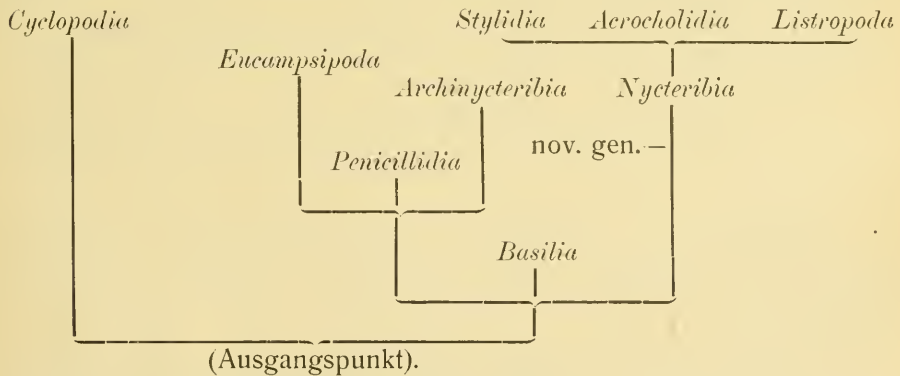 Cyclopodia Stylidia Acrocholidia Listropoda
Eucampsipoda
Archinycteribia Nycteribia
nov. gen. —
Penicillidia
Basilia
(Ausgangspunkt).